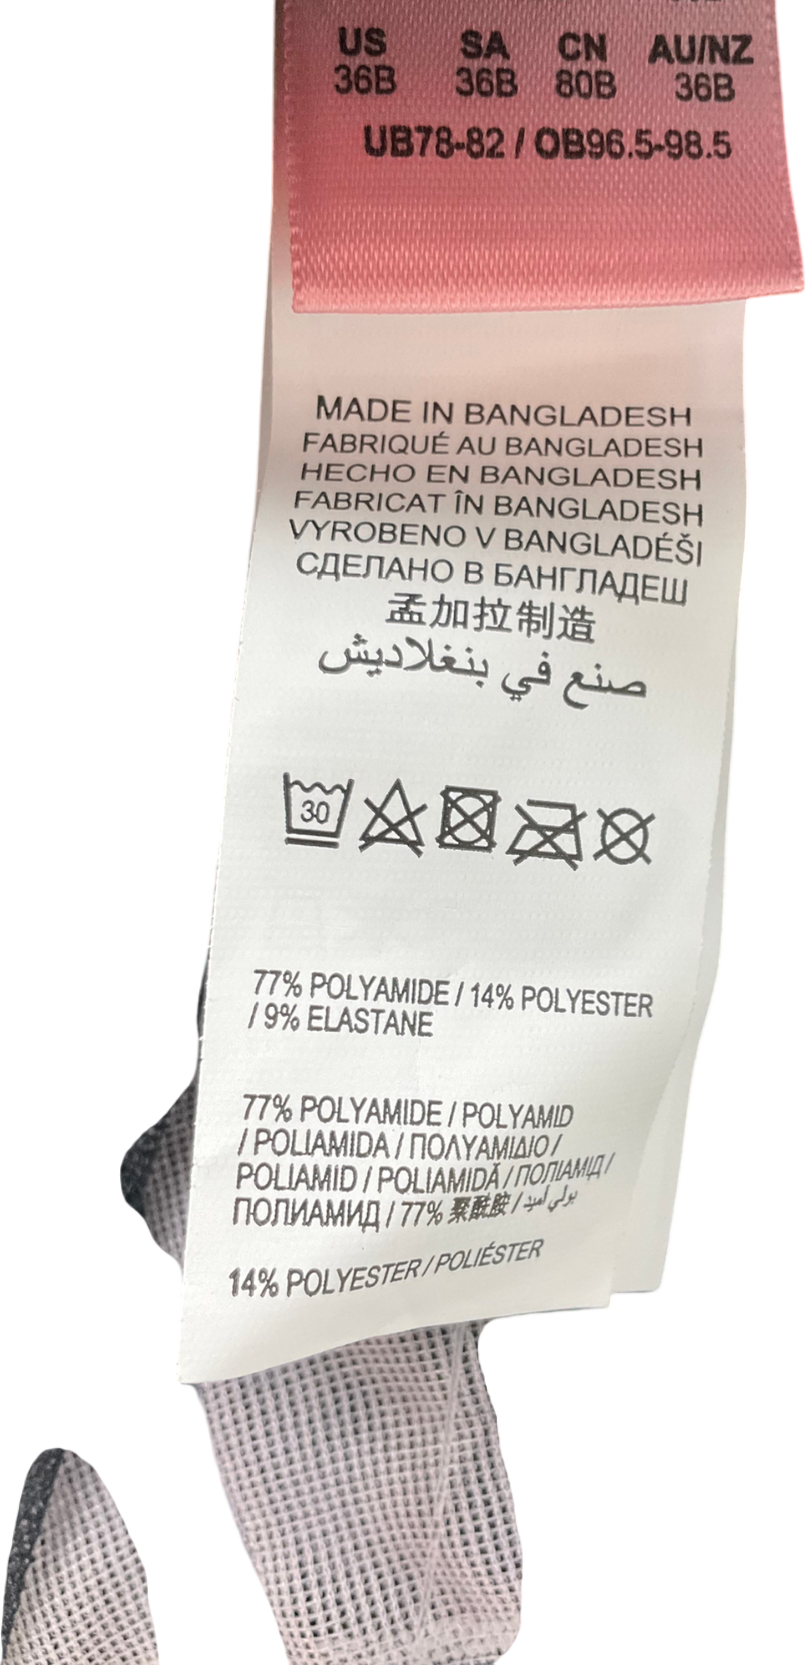 US SA CN AU/NZ
36B 36B 80B 36B
UB78-82 / OB96.5-98.5
MADE IN BANGLADESH
FABRIQUÉ AU BANGLADESH
HECHO EN BANGLADESH
FABRICAT ÎN BANGLADESH
VYROBENO V BANGLADÉŠI
СДЕЛАНО В БАНГЛАДЕШ
孟加拉制造
صنع في بنغلاديش
30
77% POLYAMIDE / 14% POLYESTER
/ 9% ELASTANE
77% POLYAMIDE / POLYAMID
/ POLIAMIDA / ΠΟΛΥΑΜΙΔΙΟ /
POLIAMID / POLIAMIDĂ / ПОЛІАМІД /
ПОЛИАМИД / 77% 聚酰胺 / بولي أميد
14% POLYESTER / POLIÉSTER